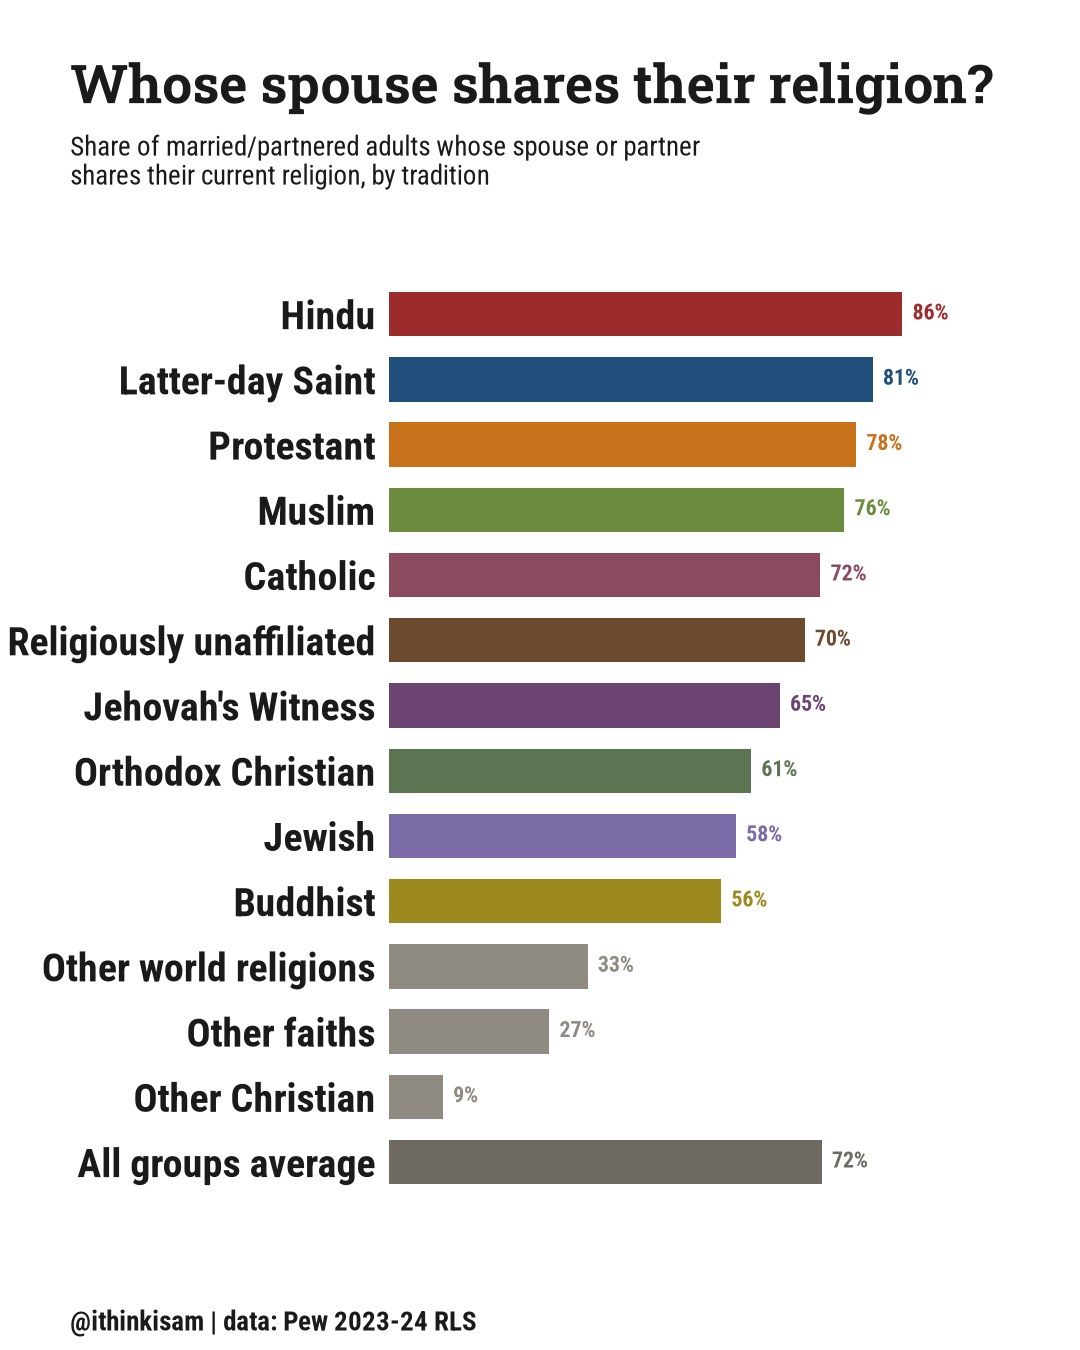 Whose spouse shares their religion?
Share of married/partnered adults whose spouse or partner
shares their current religion, by tradition
Hindu 86%
Latter-day Saint 81%
Protestant 78%
Muslim 76%
Catholic 72%
Religiously unaffiliated 70%
Jehovah's Witness 65%
Orthodox Christian 61%
Jewish 58%
Buddhist 56%
Other world religions 33%
Other faiths 27%
Other Christian 9%
All groups average 72%
@ithinkisam | data: Pew 2023-24 RLS